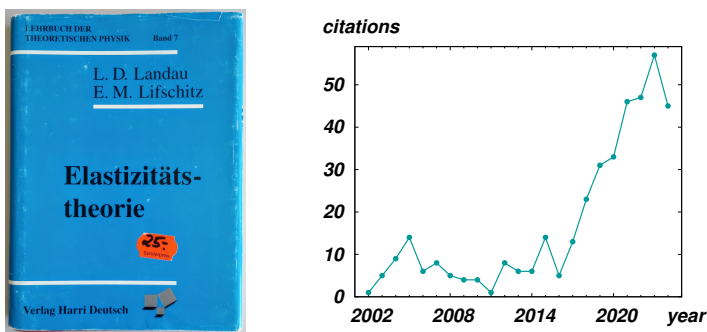 LEHRBUCH DER
THEORETISCHEN PHYSIK Band 7
L. D. Landau
E. M. Lifschitz
Elastizitäts-
theorie
25.-
Verlag Harri Deutsch
citations
50
40
30
20
10
0
2002 2008 2014 2020 year